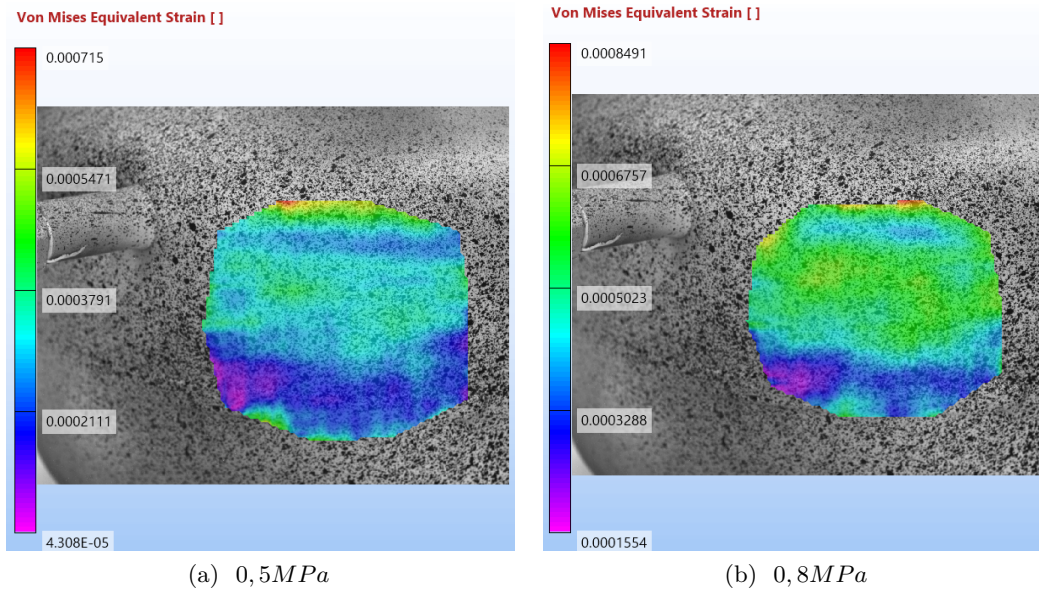 Von Mises Equivalent Strain [ ]
0.000715
0.0005471
0.0003791
0.0002111
4.308E-05
(a) 0, 5MPa
Von Mises Equivalent Strain [ ]
0.0008491
0.0006757
0.0005023
0.0003288
0.0001554
(b) 0, 8MPa